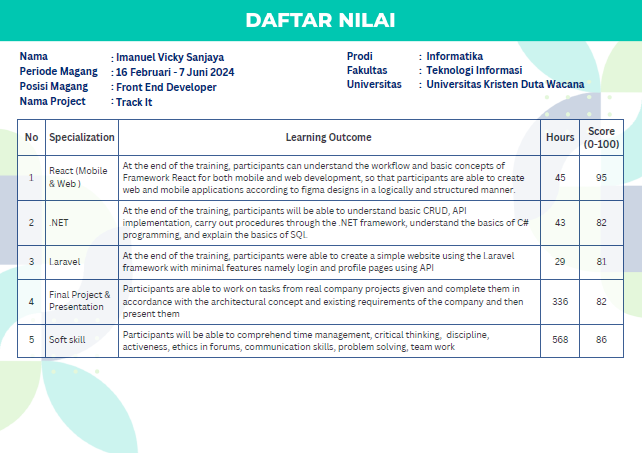 DAFTAR NILAI
Nama : Imanuel Vicky Sanjaya
Periode Magang : 16 Februari - 7 Juni 2024
Posisi Magang : Front End Developer
Nama Project : Track It
Prodi : Informatika
Fakultas : Teknologi Informasi
Universitas : Universitas Kristen Duta Wacana
No Specialization Learning Outcome Hours Score (0-100)
1 React (Mobile & Web ) At the end of the training, participants can understand the workflow and basic concepts of
Framework React for both mobile and web development, so that participants are able to create
web and mobile applications according to figma designs in a logically and structured manner. 45 95
2 .NET At the end of the training, participants will be able to understand basic CRUD, API
implementation, carry out procedures through the .NET framework, understand the basics of C#
programming, and explain the basics of SQL. 43 82
3 Laravel At the end of the training, participants were able to create a simple website using the Laravel
framework with minimal features namely login and profile pages using API 29 81
4 Final Project & Presentation Participants are able to work on tasks from real company projects given and complete them in
accordance with the architectural concept and existing requirements of the company and then
present them 336 82
5 Soft skill Participants will be able to comprehend time management, critical thinking, discipline,
activeness, ethics in forums, communication skills, problem solving, team work 568 86